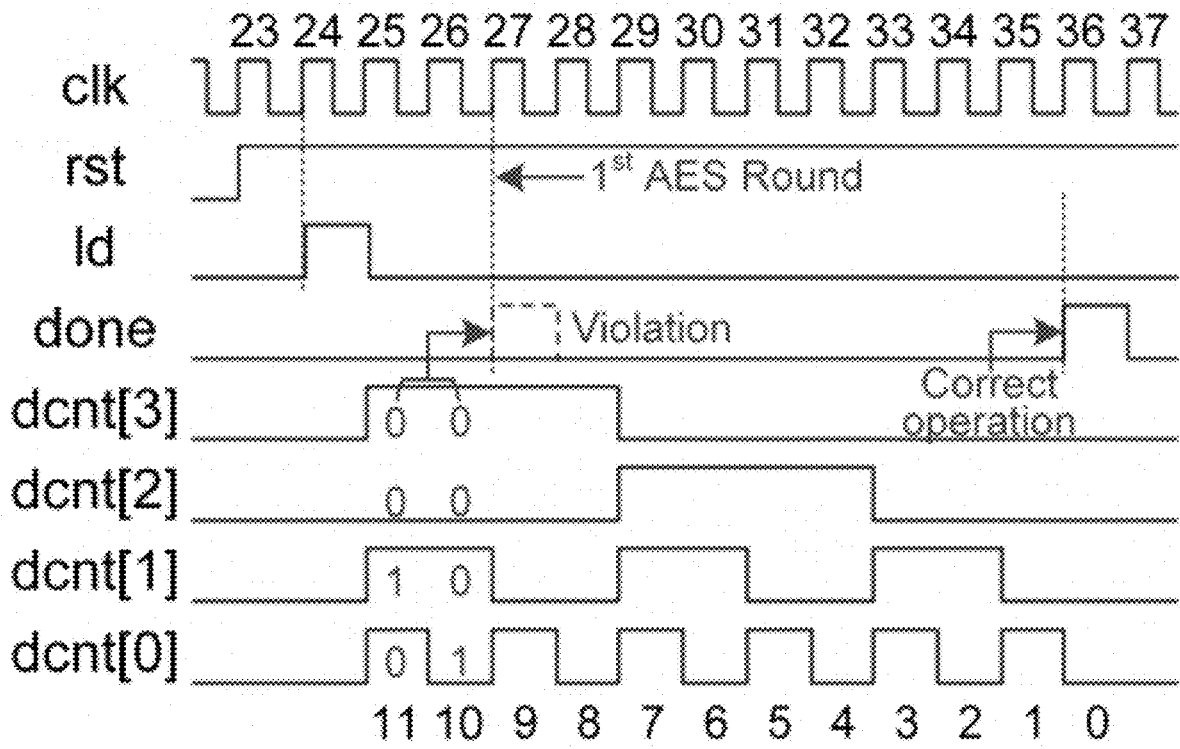 23 24 25 26 27 28 29 30 31 32 33 34 35 36 37
clk
rst
1st AES Round
ld
done
Violation
Correct
operation
dcnt[3]
0 0
dcnt[2]
0 0
dcnt[1]
1 0
dcnt[0]
0 1
11 10 9 8 7 6 5 4 3 2 1 0